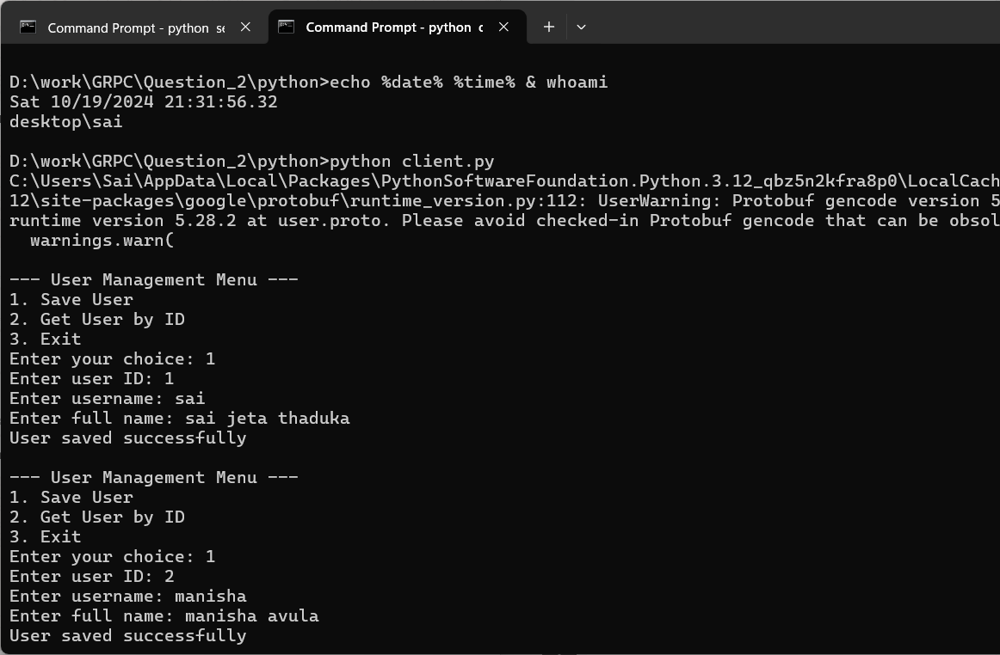 Command Prompt - python se
Command Prompt - python c
D:\work\GRPC\Question_2\python>echo %date% %time% & whoami
Sat 10/19/2024 21:31:56.32
desktop\sai
D:\work\GRPC\Question_2\python>python client.py
C:\Users\Sai\AppData\Local\Packages\PythonSoftwareFoundation.Python.3.12_qbz5n2kfra8p0\LocalCach
12\site-packages\google\protobuf\runtime_version.py:112: UserWarning: Protobuf gencode version 5
runtime version 5.28.2 at user.proto. Please avoid checked-in Protobuf gencode that can be obsol
warnings.warn(
--- User Management Menu ---
1. Save User
2. Get User by ID
3. Exit
Enter your choice: 1
Enter user ID: 1
Enter username: sai
Enter full name: sai jeta thaduka
User saved successfully
--- User Management Menu ---
1. Save User
2. Get User by ID
3. Exit
Enter your choice: 1
Enter user ID: 2
Enter username: manisha
Enter full name: manisha avula
User saved successfully